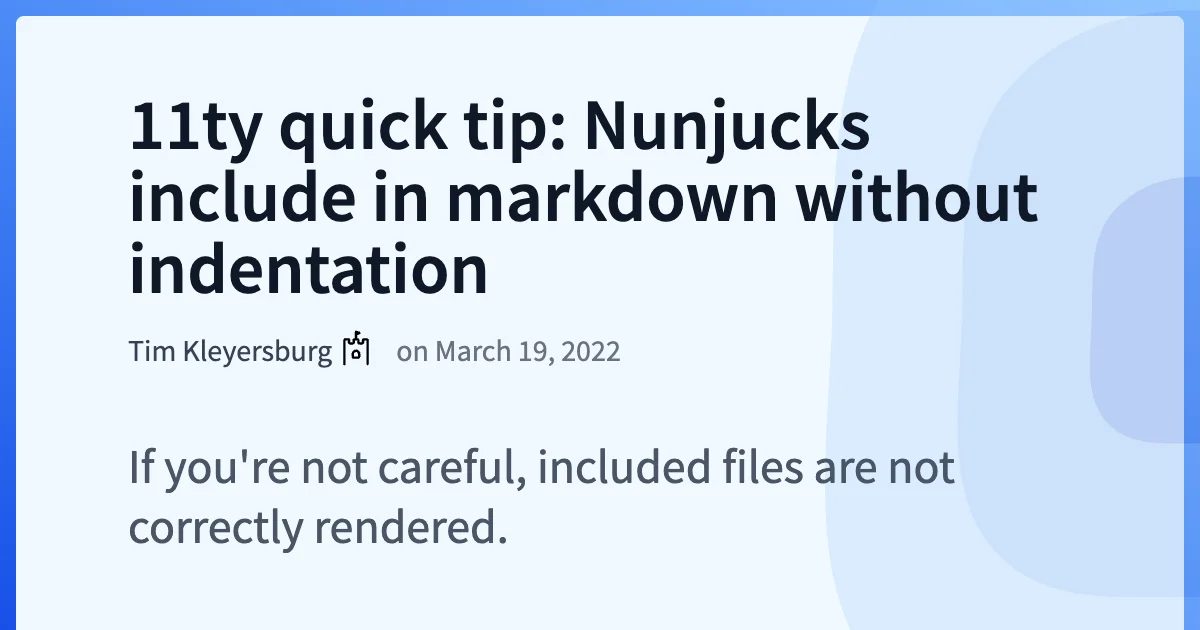 11ty quick tip: Nunjucks
include in markdown without
indentation
Tim Kleyersburg on March 19, 2022
If you're not careful, included files are not
correctly rendered.